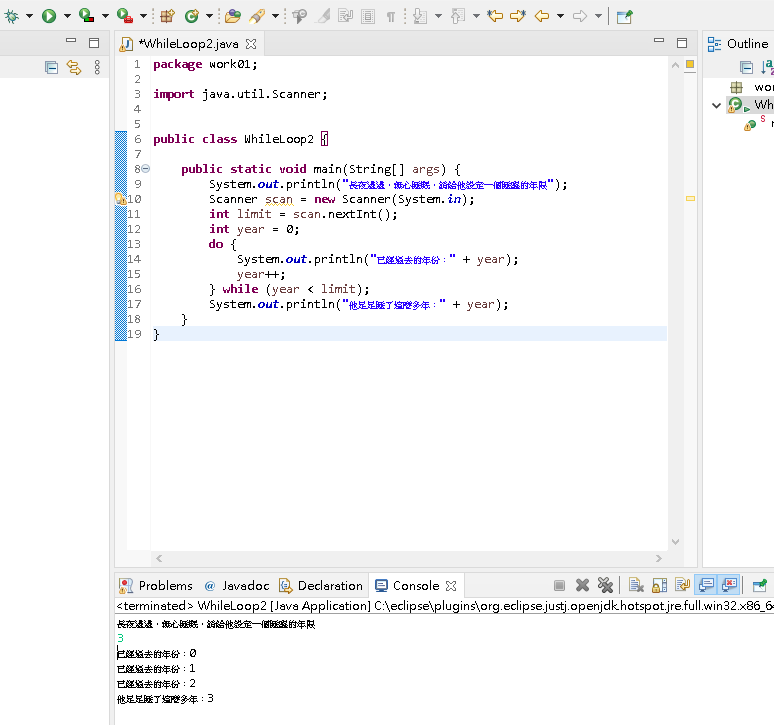 *WhileLoop2.java
Outline
1 package work01;
2
3 import java.util.Scanner;
4
5
6 public class WhileLoop2 {
7
8 public static void main(String[] args) {
9 System.out.println("長夜漫漫，無心睡眠，請給他設定一個睡眠的年限");
10 Scanner scan = new Scanner(System.in);
11 int limit = scan.nextInt();
12 int year = 0;
13 do {
14 System.out.println("已經過去的年份：" + year);
15 year++;
16 } while (year < limit);
17 System.out.println("他足足睡了這麼多年：" + year);
18 }
19 }
Problems @ Javadoc Declaration Console
<terminated> WhileLoop2 [Java Application] C:\eclipse\plugins\org.eclipse.justj.openjdk.hotspot.jre.full.win32.x86_64
長夜漫漫，無心睡眠，請給他設定一個睡眠的年限
3
已經過去的年份：0
已經過去的年份：1
已經過去的年份：2
他足足睡了這麼多年：3